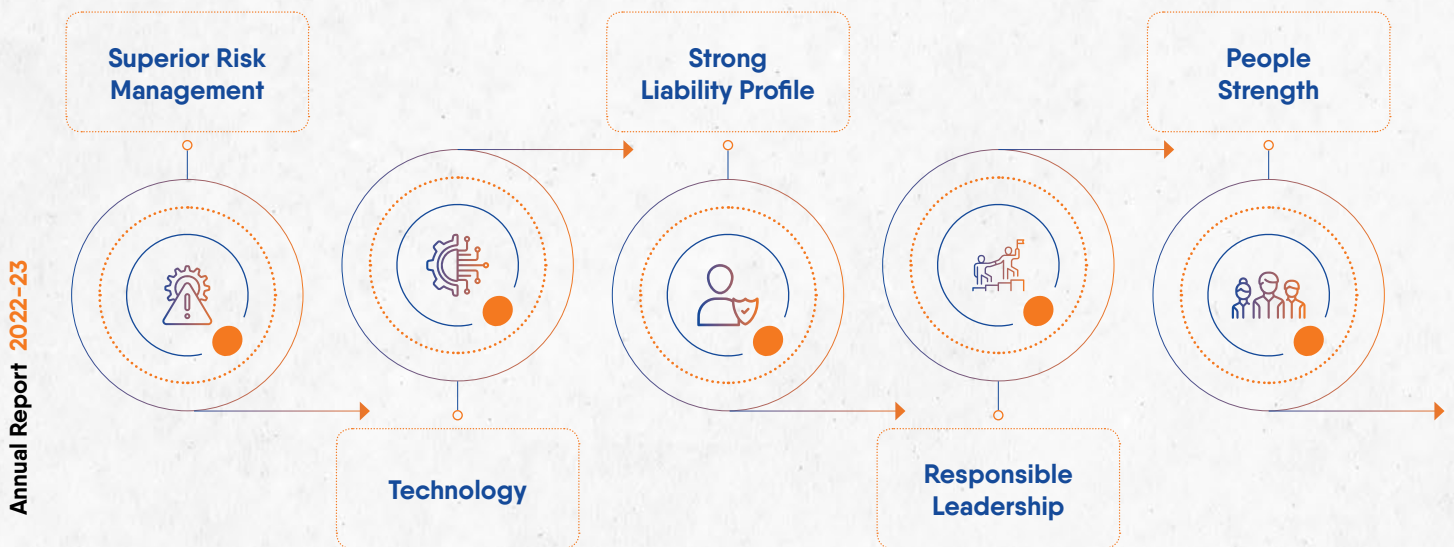 Superior Risk
Management
Technology
Strong
Liability Profile
Responsible
Leadership
People
Strength
Annual Report 2022-23